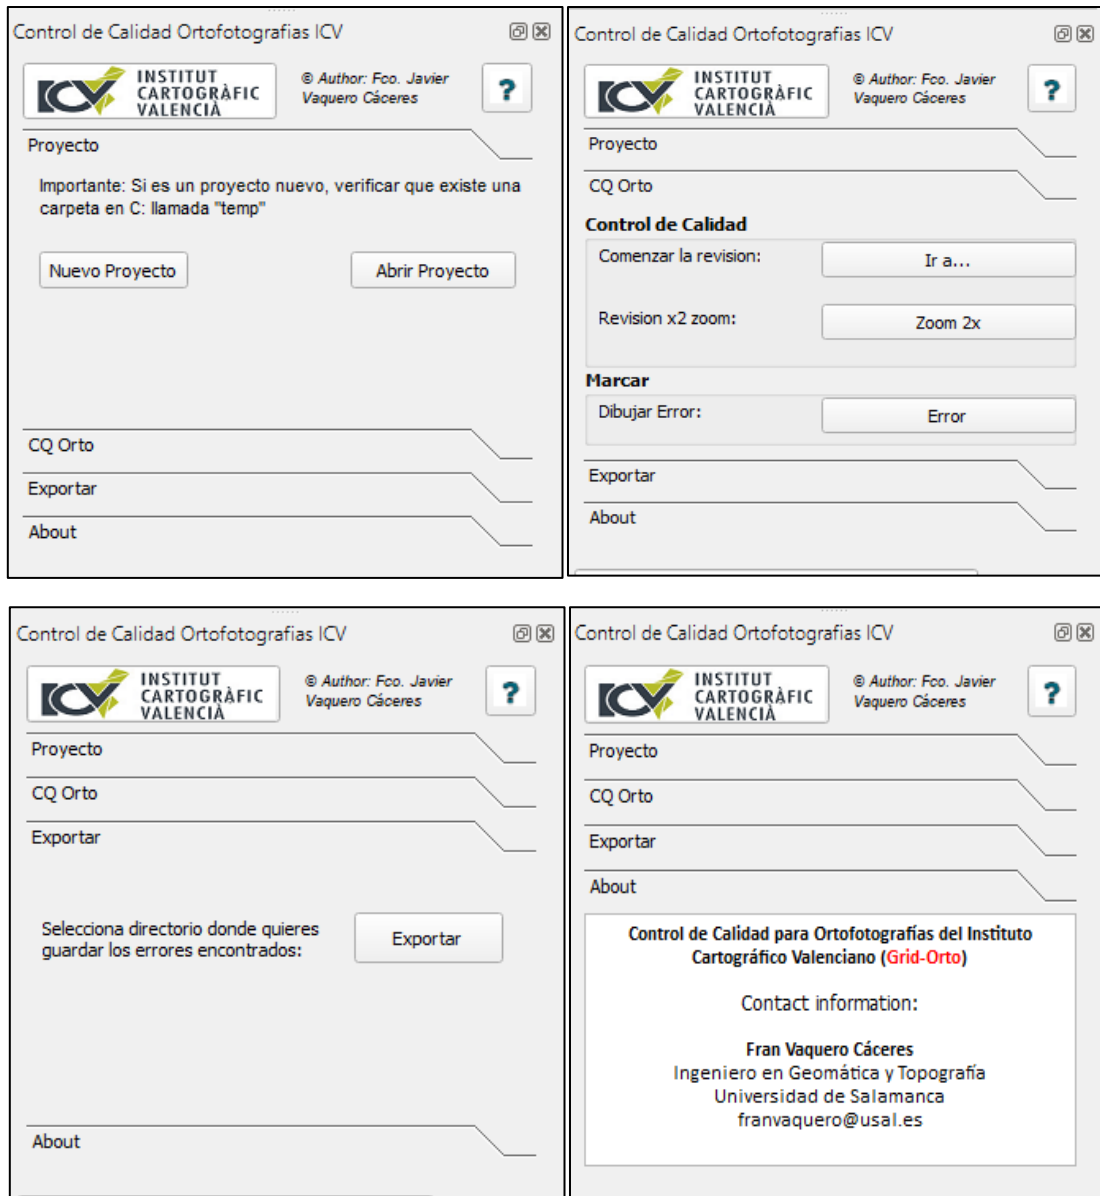 Control de Calidad Ortofotografias ICV
ICV
INSTITUT
CARTOGRÀFIC
VALENCIÀ
© Author: Fco. Javier
Vaquero Cáceres
?
Proyecto
Importante: Si es un proyecto nuevo, verificar que existe una
carpeta en C: llamada "temp"
Nuevo Proyecto
Abrir Proyecto
CQ Orto
Exportar
About
Control de Calidad Ortofotografias ICV
ICV
INSTITUT
CARTOGRÀFIC
VALENCIÀ
© Author: Fco. Javier
Vaquero Cáceres
?
Proyecto
CQ Orto
Control de Calidad
Comenzar la revision:
Ir a...
Revision x2 zoom:
Zoom 2x
Marcar
Dibujar Error:
Error
Exportar
About
Control de Calidad Ortofotografias ICV
ICV
INSTITUT
CARTOGRÀFIC
VALENCIÀ
© Author: Fco. Javier
Vaquero Cáceres
?
Proyecto
CQ Orto
Exportar
Selecciona directorio donde quieres
guardar los errores encontrados:
Exportar
About
Control de Calidad Ortofotografias ICV
ICV
INSTITUT
CARTOGRÀFIC
VALENCIÀ
© Author: Fco. Javier
Vaquero Cáceres
?
Proyecto
CQ Orto
Exportar
About
Control de Calidad para Ortofotografías del Instituto
Cartográfico Valenciano (Grid-Orto)
Contact information:
Fran Vaquero Cáceres
Ingeniero en Geomática y Topografía
Universidad de Salamanca
franvaquero@usal.es